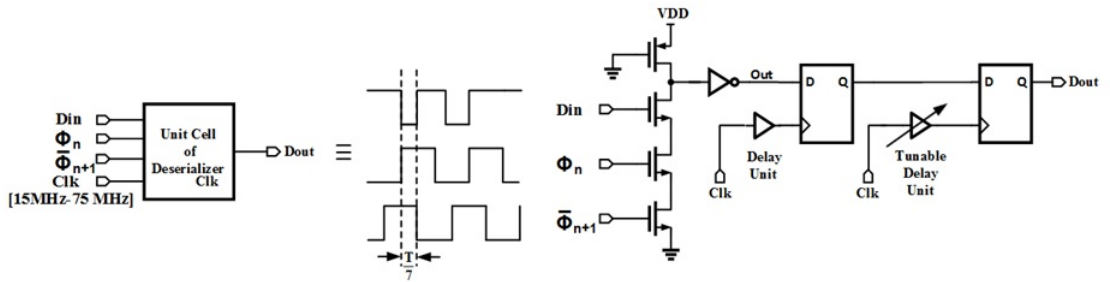 Din
Φn
Φ̄n+1
Clk
[15MHz-75 MHz]
Unit Cell
of
Deserializer
Clk
Dout
≡
T
7
VDD
Din
Φn
Φ̄n+1
Out
D Q
Delay
Unit
Clk
D Q
Dout
Tunable
Delay
Unit
Clk